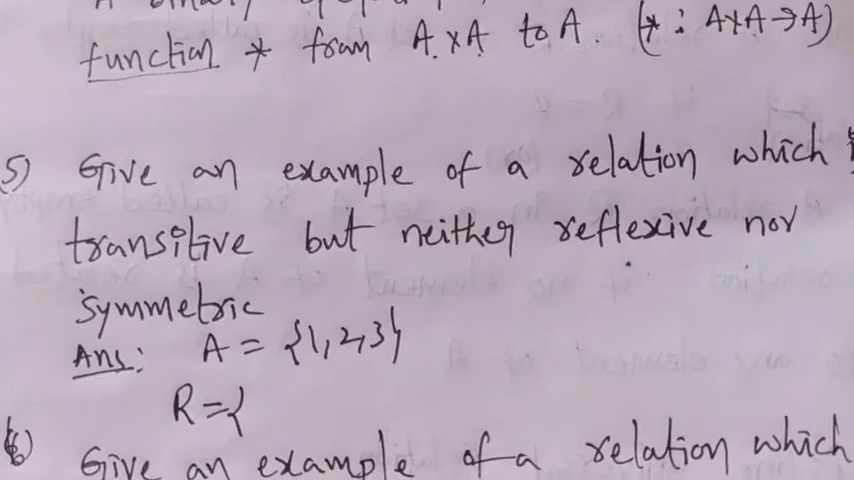 function * from A x A to A. (* : A x A → A)
5) Give an example of a relation which
transitive but neither reflexive nor
symmetric
Ans: A = {1, 2, 3}
R = {
6) Give an example of a relation which